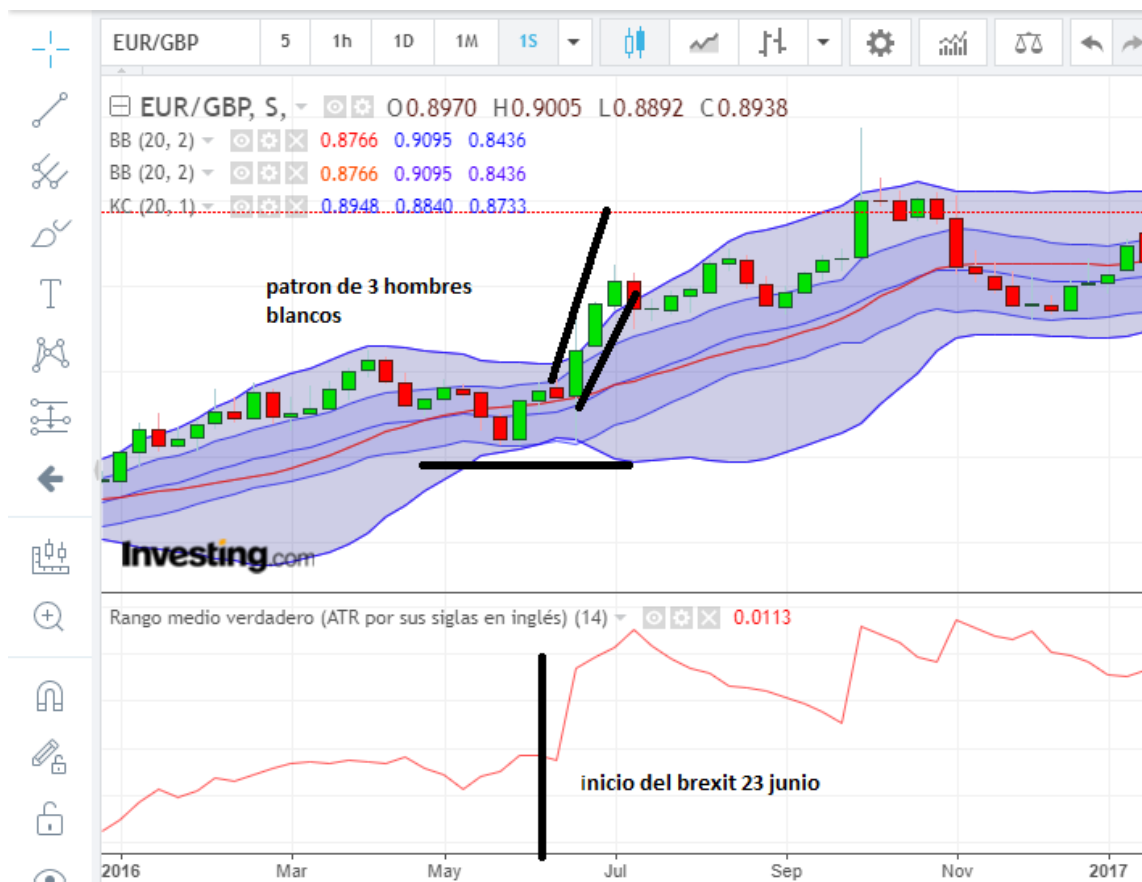 EUR/GBP 5 1h 1D 1M 1S
EUR/GBP, S, O0.8970 H0.9005 L0.8892 C0.8938
BB (20, 2) 0.8766 0.9095 0.8436
BB (20, 2) 0.8766 0.9095 0.8436
KC (20, 1) 0.8948 0.8840 0.8733
patron de 3 hombres
blancos
Investing.com
Rango medio verdadero (ATR por sus siglas en inglés) (14) 0.0113
inicio del brexit 23 junio
2016 Mar May Jul Sep Nov 2017